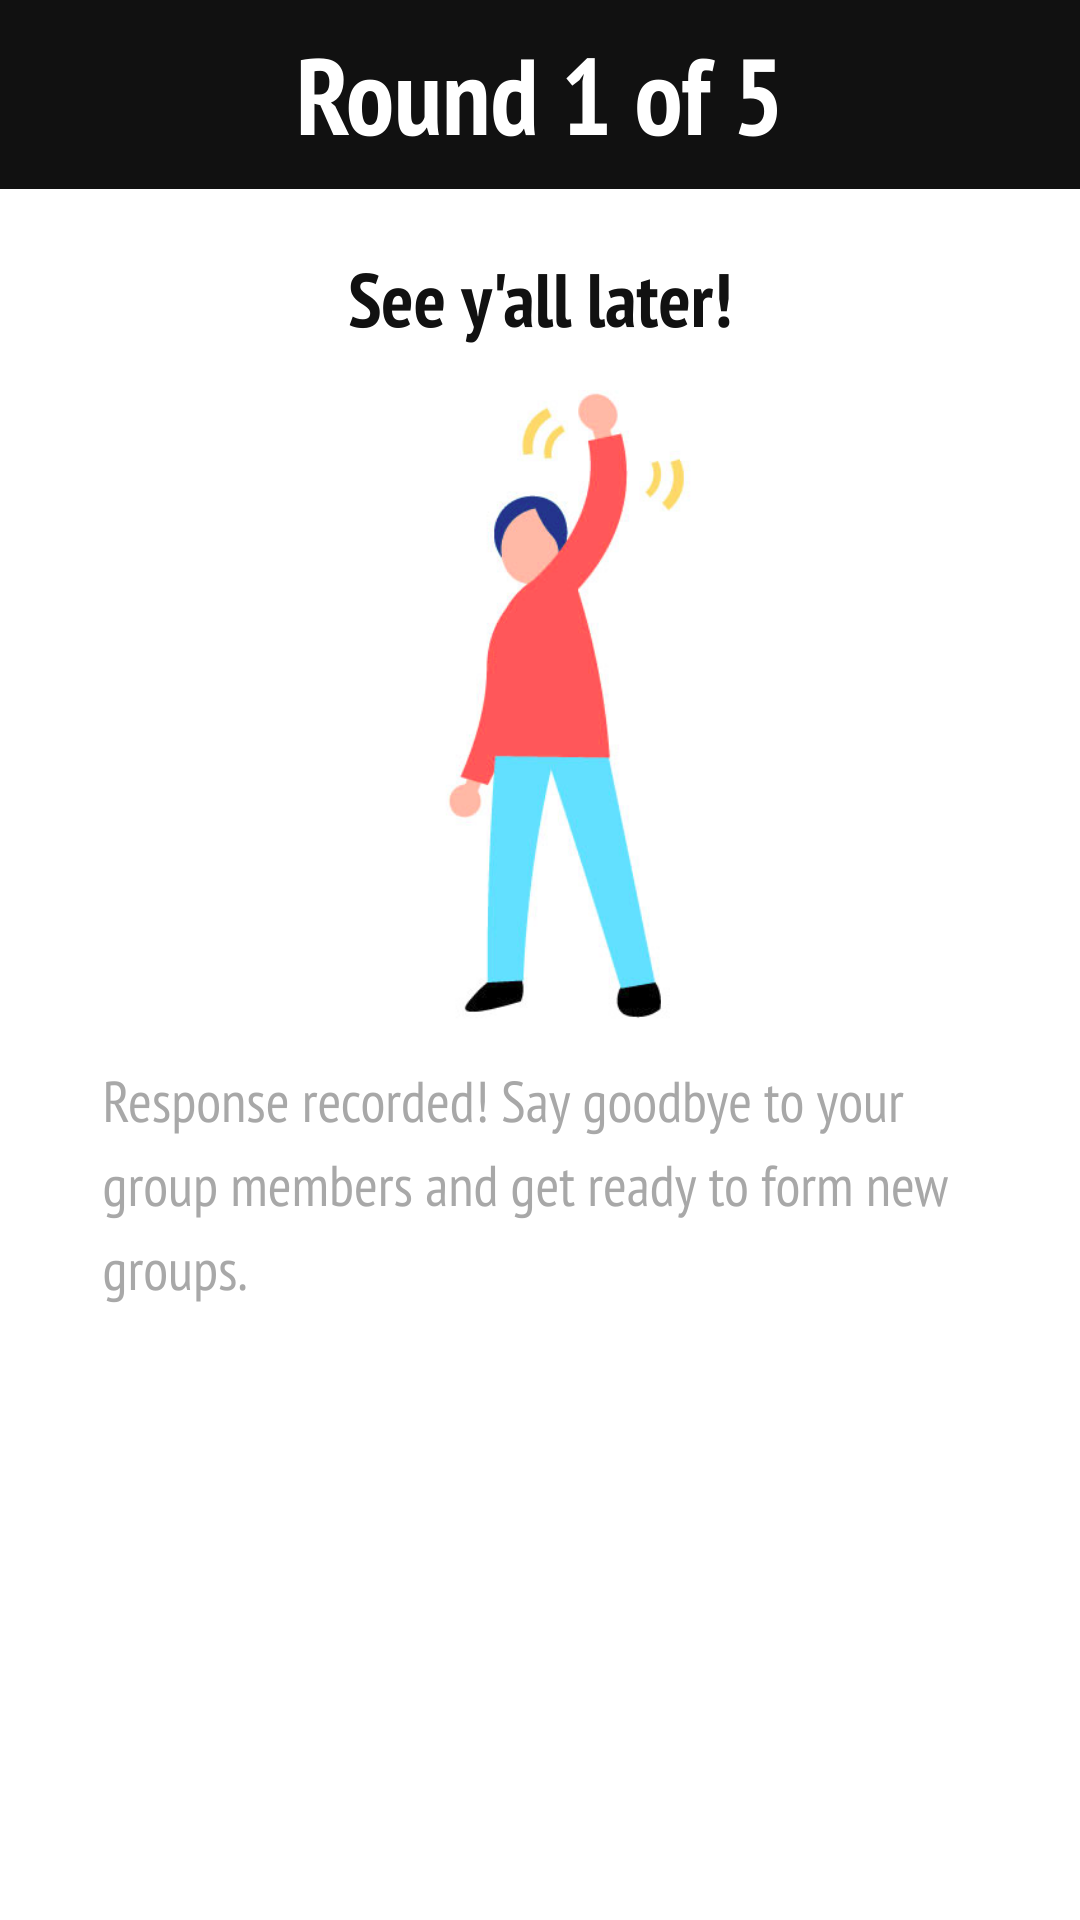 Round 1 of 5
See y'all later!
Response recorded! Say goodbye to your
group members and get ready to form new
groups.